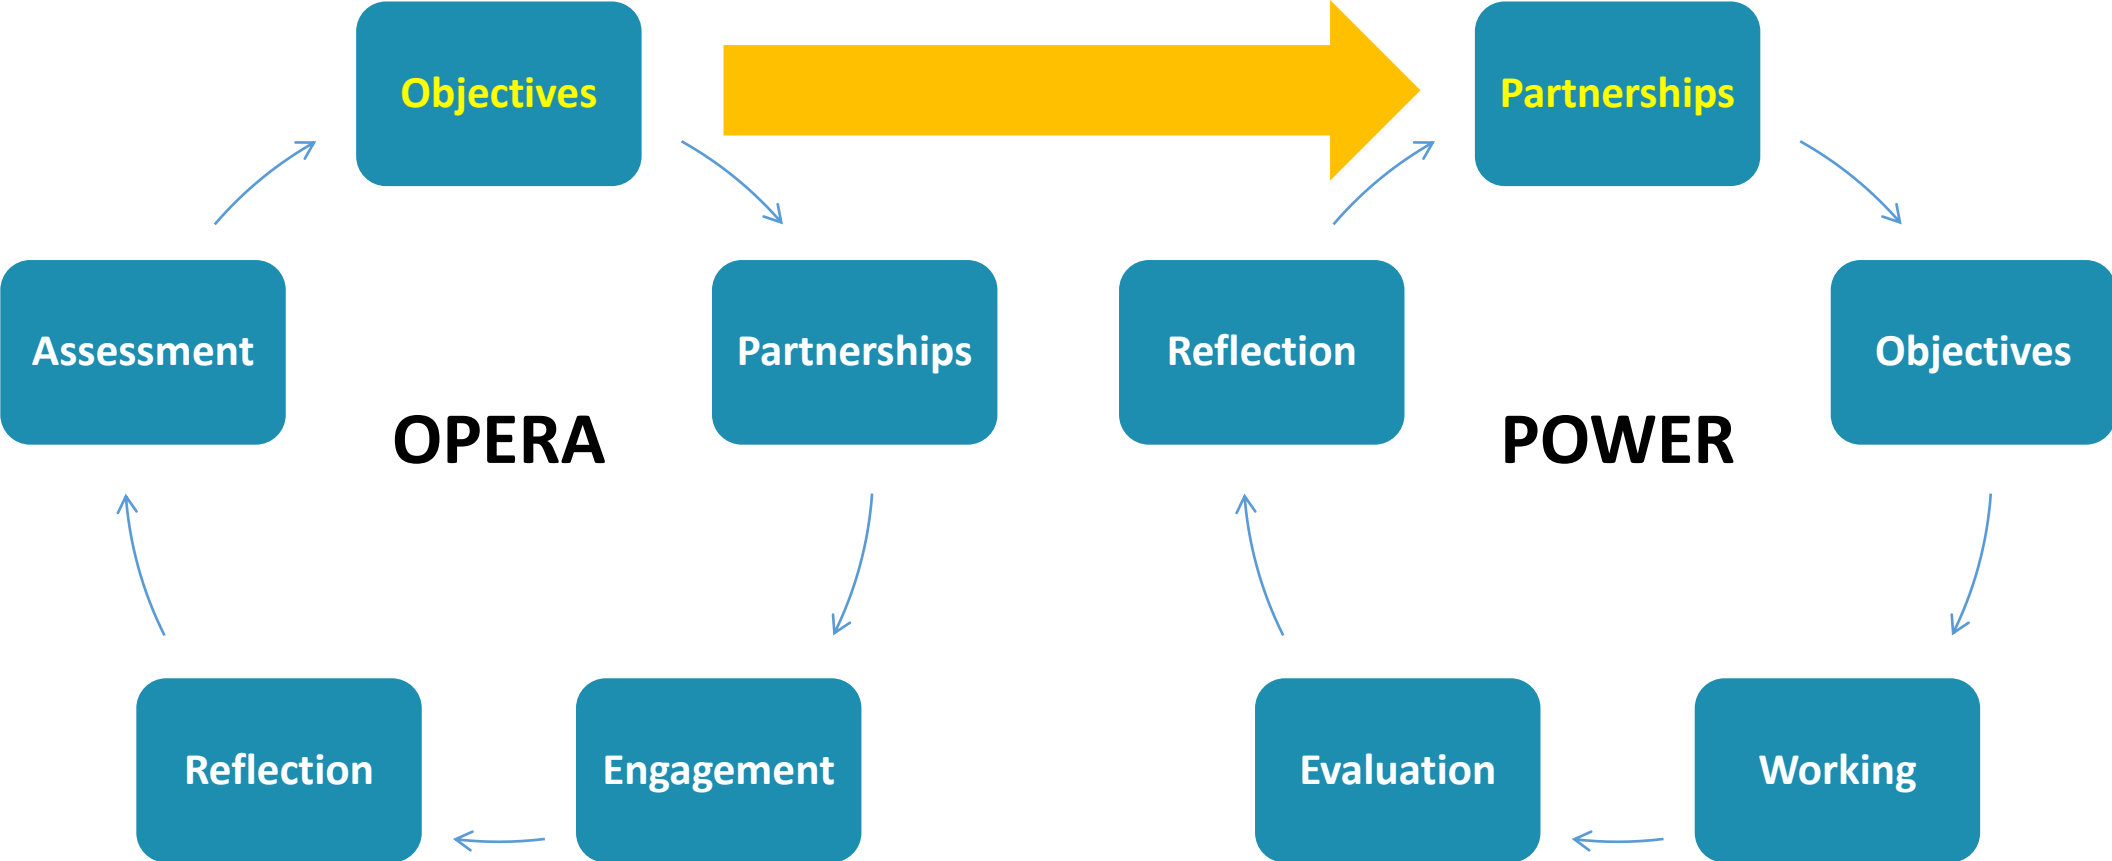 Objectives
Partnerships
Assessment
Partnerships
Reflection
Objectives
OPERA
POWER
Reflection
Engagement
Evaluation
Working